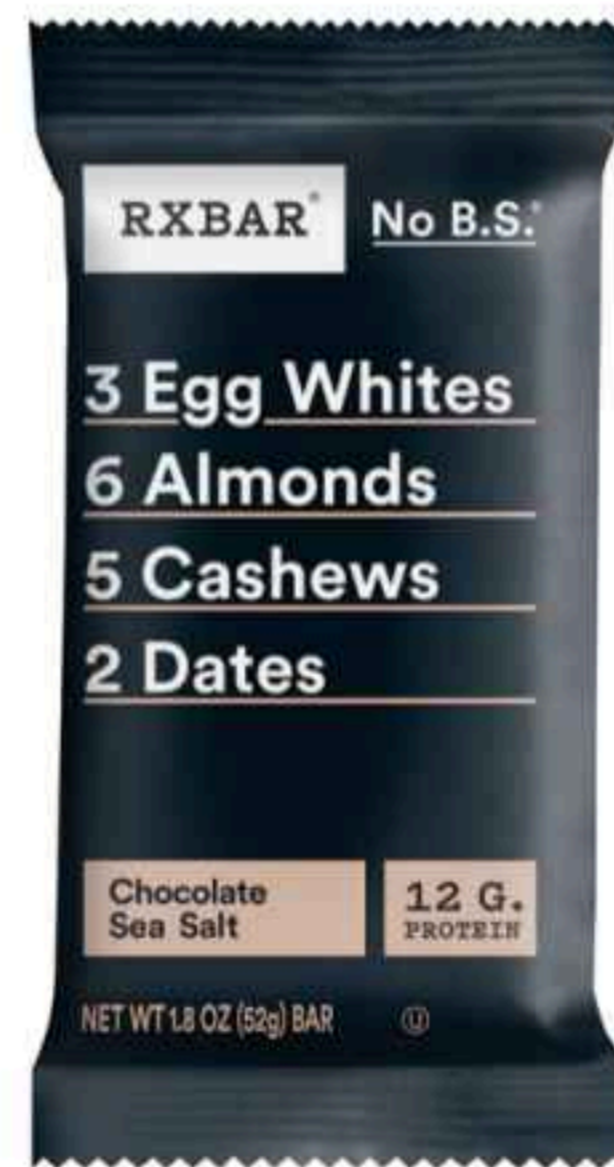 RXBAR® No B.S.®
3 Egg Whites
6 Almonds
5 Cashews
2 Dates
Chocolate
Sea Salt
12 G.
PROTEIN
NET WT 1.8 OZ (52g) BAR Ⓤ